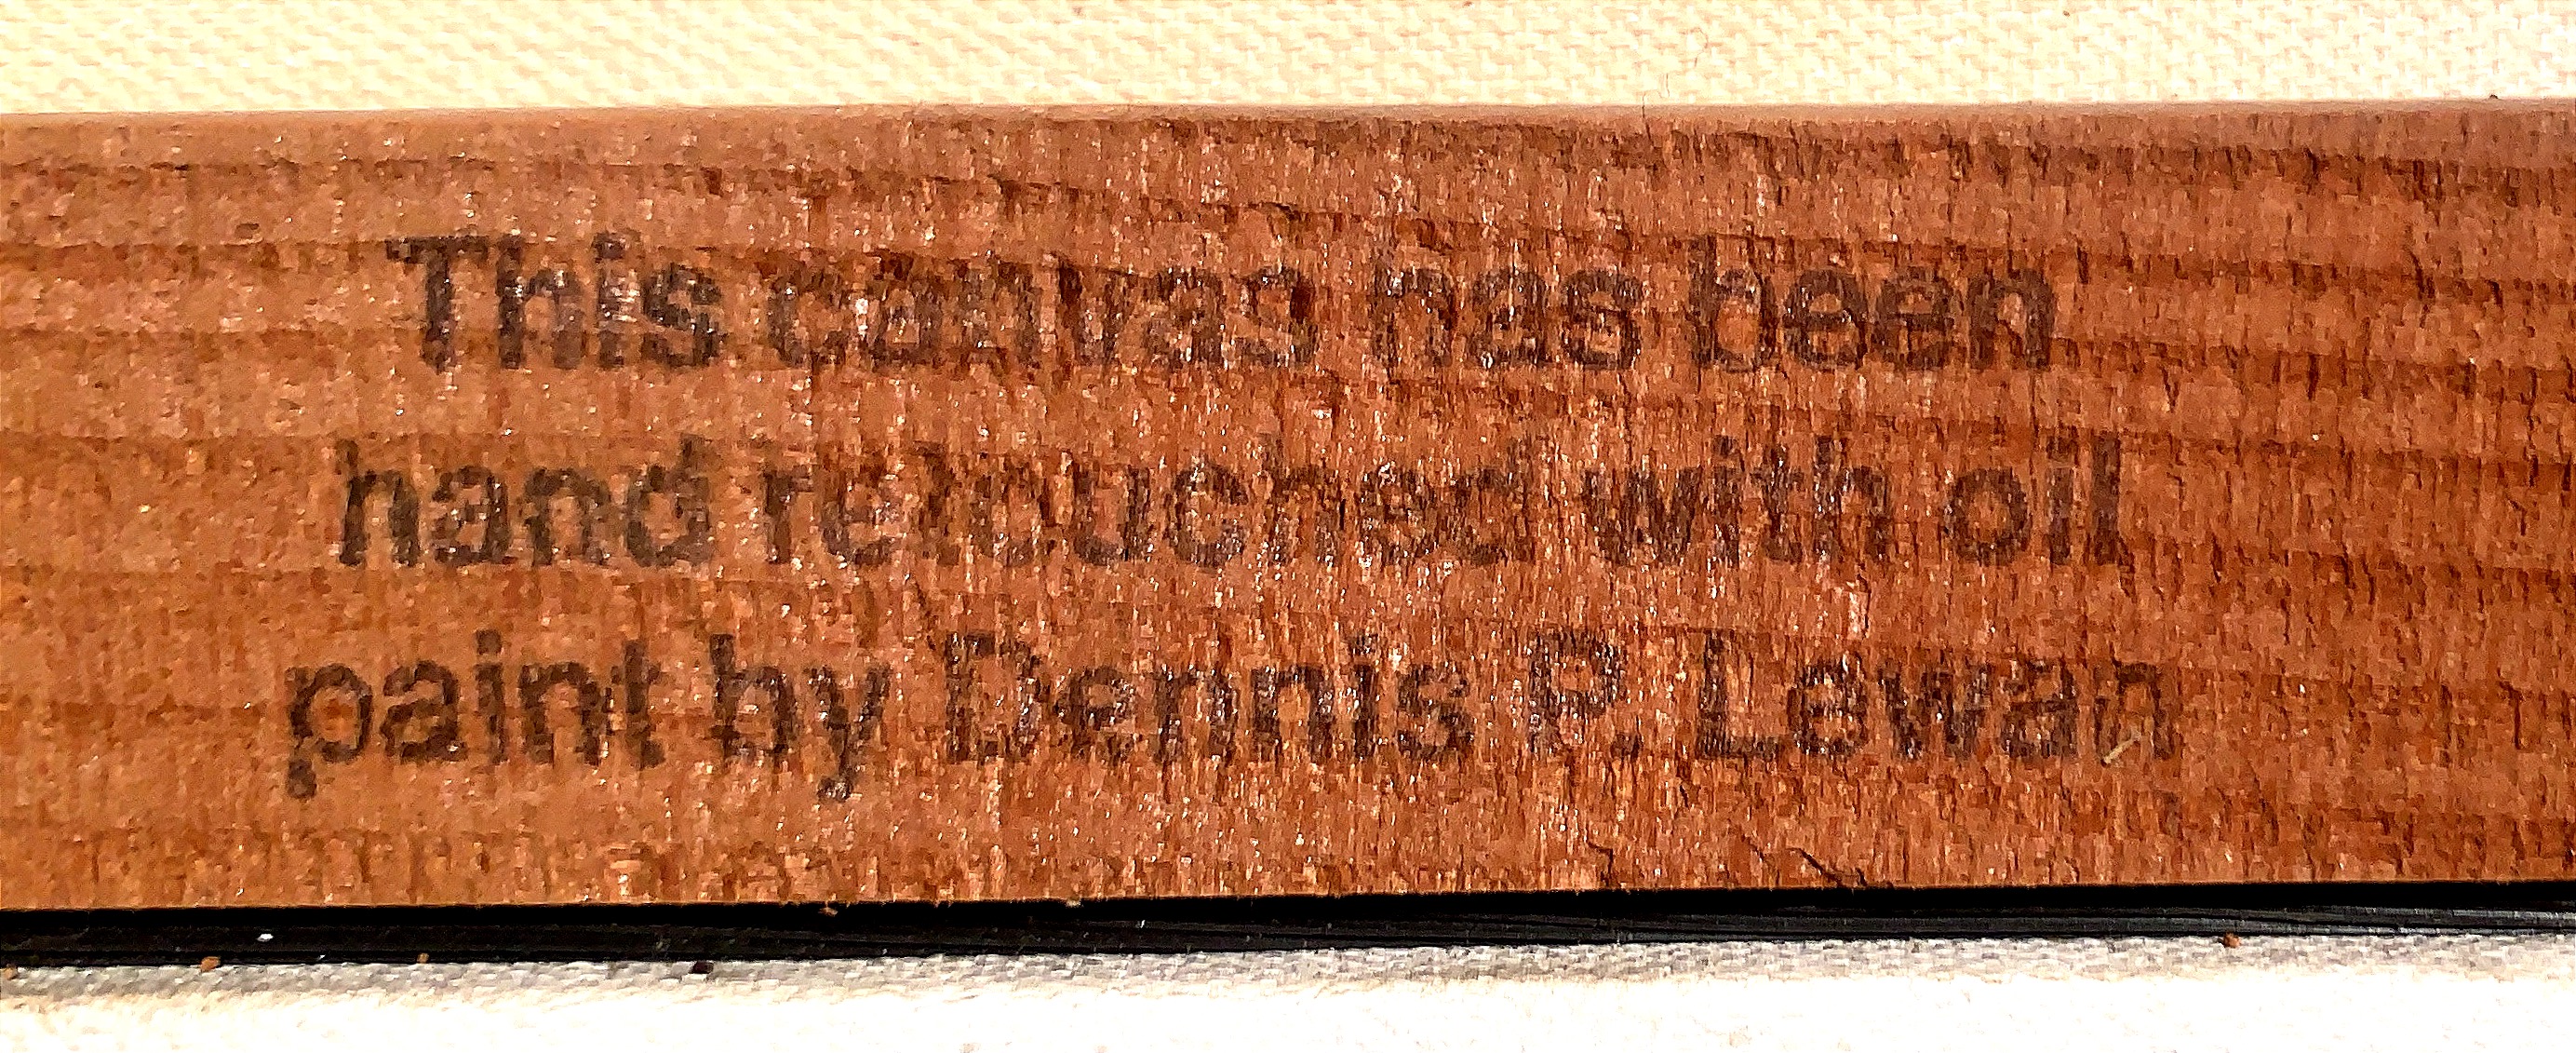 This canvas has been
hand retouched with oil
paint by Dennis P. Lewan